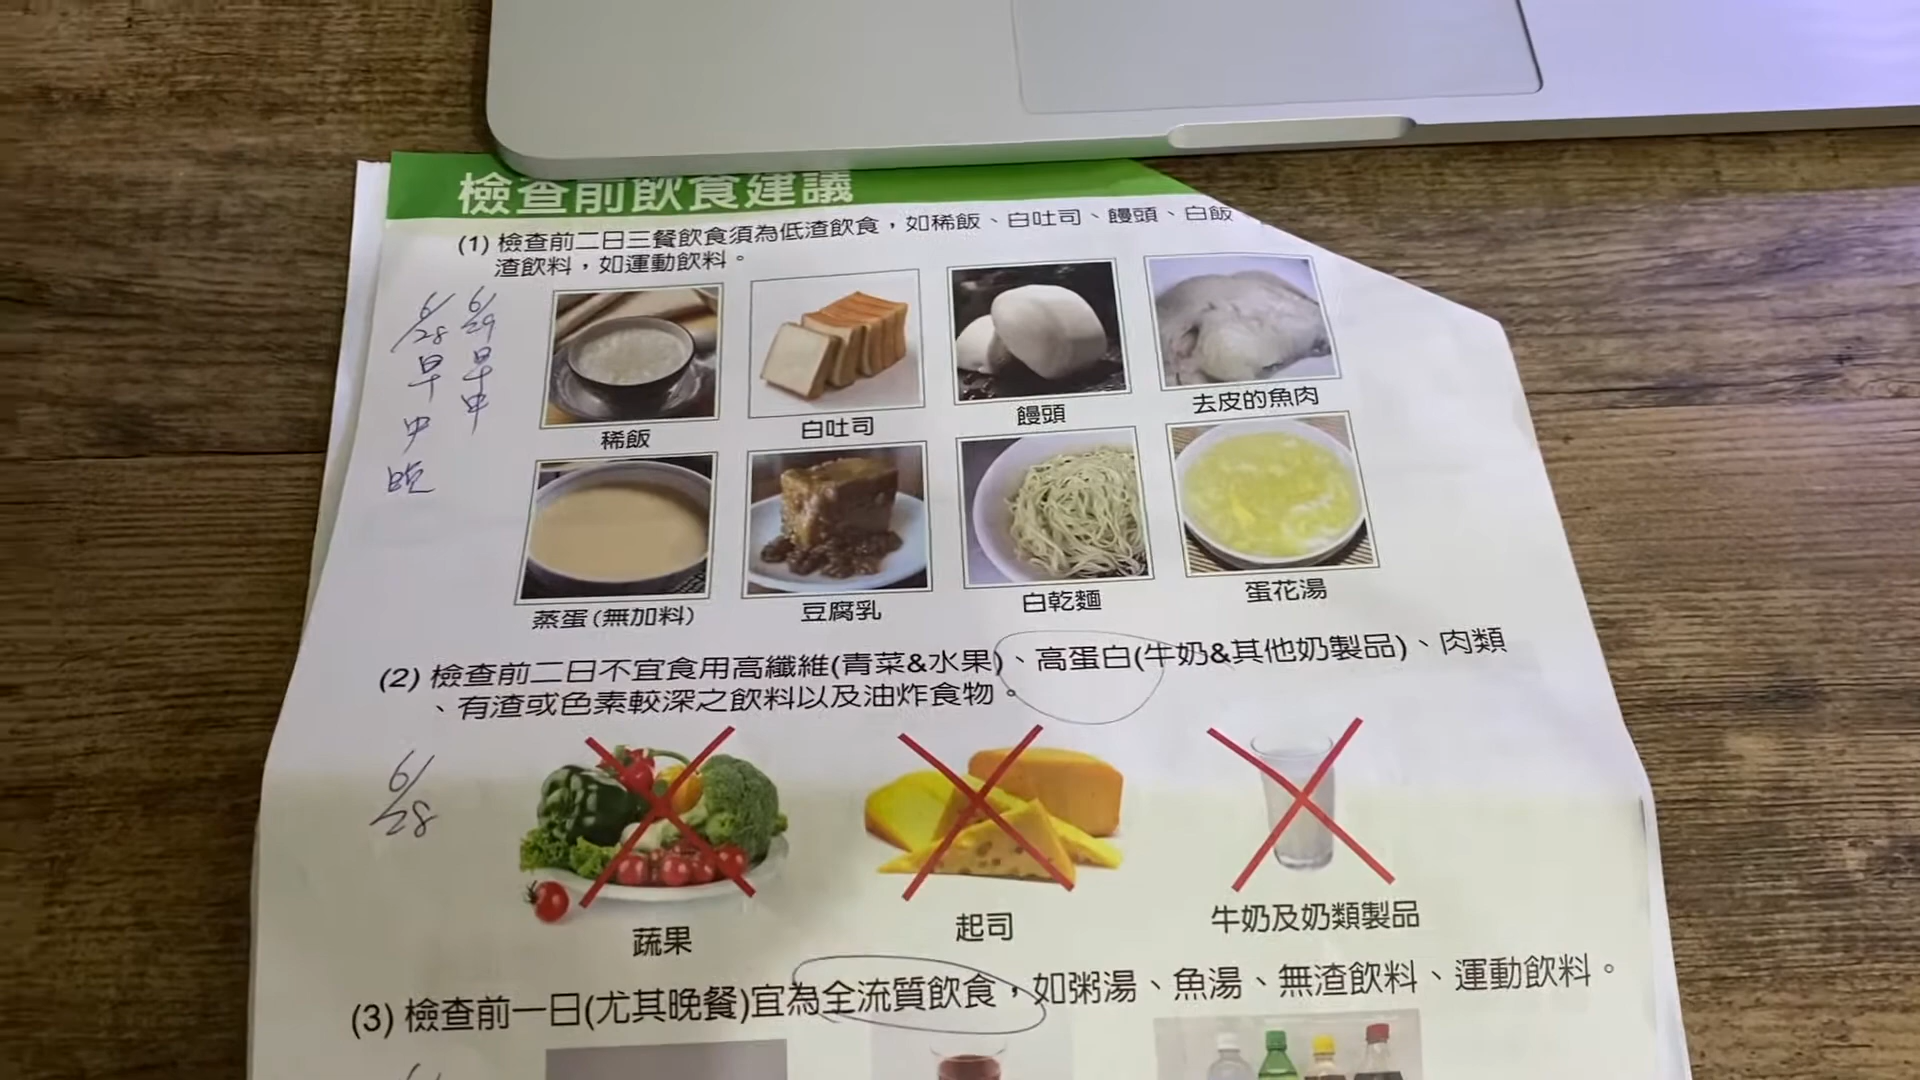 檢查前飲食建議
(1) 檢查前二日三餐飲食須為低渣飲食，如稀飯、白吐司、饅頭、白飯
渣飲料，如運動飲料。
6/28 6/29
早 早
中 中
晚
稀飯 白吐司 饅頭 去皮的魚肉
蒸蛋(無加料) 豆腐乳 白乾麵 蛋花湯
(2) 檢查前二日不宜食用高纖維(青菜&水果)、高蛋白(牛奶&其他奶製品)、肉類
、有渣或色素較深之飲料以及油炸食物。
6/28
蔬果 起司 牛奶及奶類製品
(3) 檢查前一日(尤其晚餐)宜為全流質飲食，如粥湯、魚湯、無渣飲料、運動飲料。